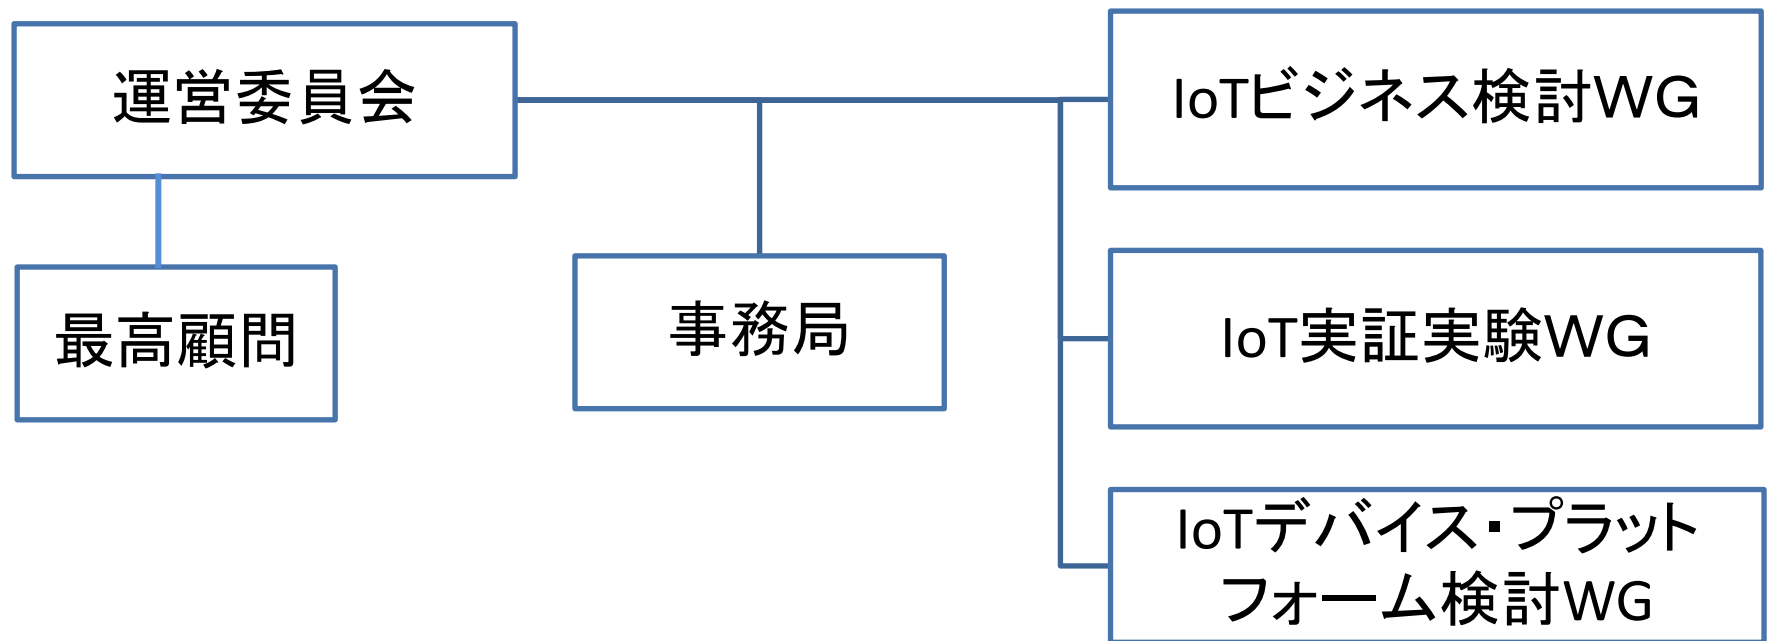 運営委員会
最高顧問
事務局
IoTビジネス検討WG
IoT実証実験WG
IoTデバイス・プラット
フォーム検討WG